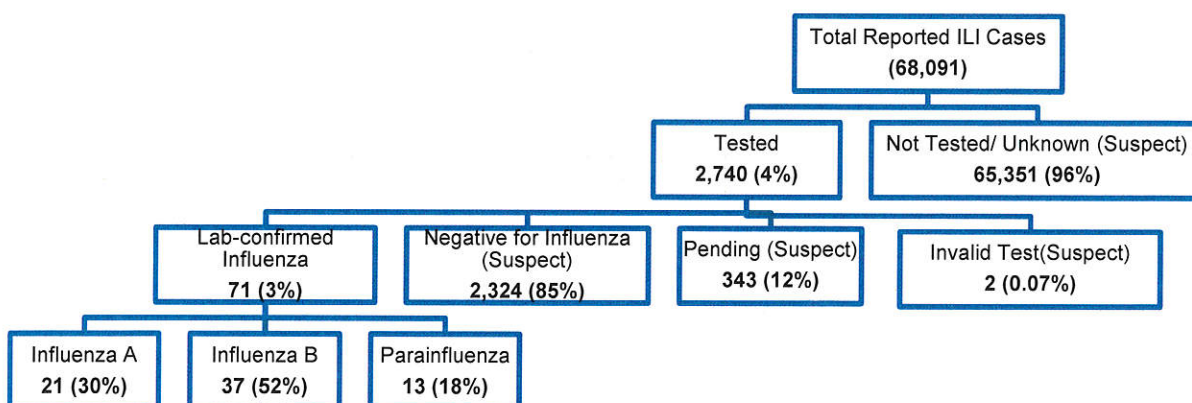 Total Reported ILI Cases
(68,091)
Tested
2,740 (4%)
Not Tested/ Unknown (Suspect)
65,351 (96%)
Lab-confirmed
Influenza
71 (3%)
Negative for Influenza
(Suspect)
2,324 (85%)
Pending (Suspect)
343 (12%)
Invalid Test(Suspect)
2 (0.07%)
Influenza A
21 (30%)
Influenza B
37 (52%)
Parainfluenza
13 (18%)